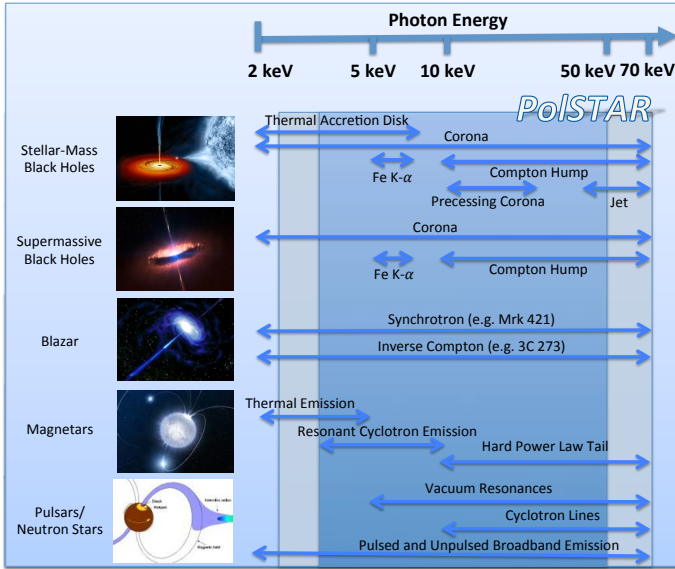 Photon Energy
2 keV
5 keV
10 keV
50 keV
70 keV
PolSTAR
Stellar-Mass
Black Holes
Thermal Accretion Disk
Corona
Fe K-α
Compton Hump
Precessing Corona
Jet
Supermassive
Black Holes
Corona
Fe K-α
Compton Hump
Blazar
Synchrotron (e.g. Mrk 421)
Inverse Compton (e.g. 3C 273)
Magnetars
Thermal Emission
Resonant Cyclotron Emission
Hard Power Law Tail
Pulsars/
Neutron Stars
Vacuum Resonances
Cyclotron Lines
Pulsed and Unpulsed Broadband Emission